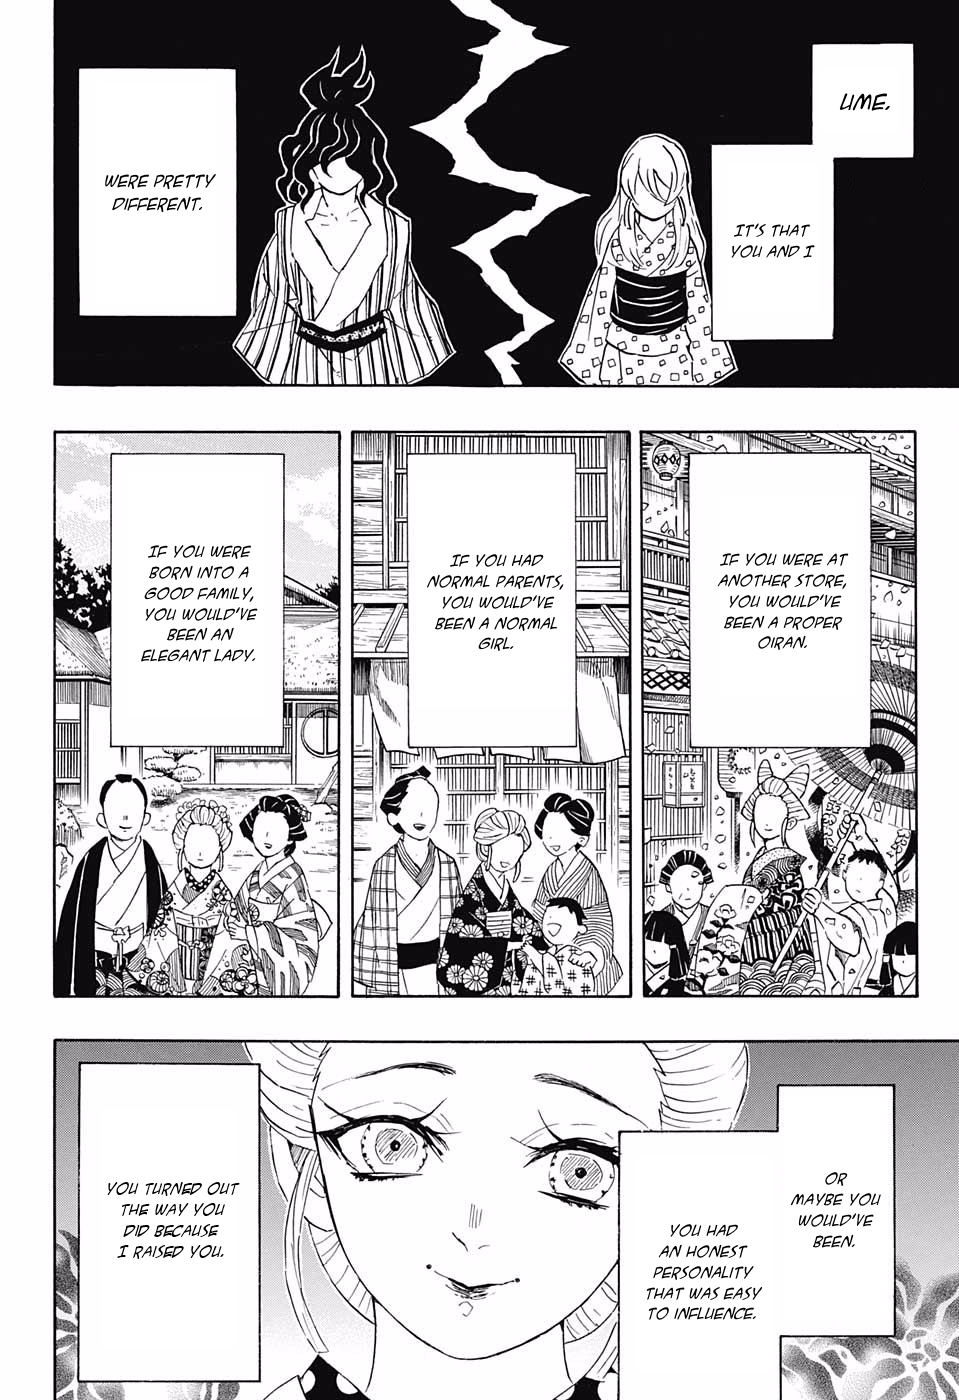 UME.
IT'S THAT
YOU AND I
WERE PRETTY
DIFFERENT.
IF YOU WERE AT
ANOTHER STORE,
YOU WOULD'VE
BEEN A PROPER
OIRAN.
IF YOU HAD
NORMAL PARENTS,
YOU WOULD'VE
BEEN A NORMAL
GIRL.
IF YOU WERE
BORN INTO A
GOOD FAMILY,
YOU WOULD'VE
BEEN AN
ELEGANT LADY.
OR
MAYBE YOU
WOULD'VE
BEEN.
YOU HAD
AN HONEST
PERSONALITY
THAT WAS EASY
TO INFLUENCE.
YOU TURNED OUT
THE WAY YOU
DID BECAUSE
I RAISED YOU.